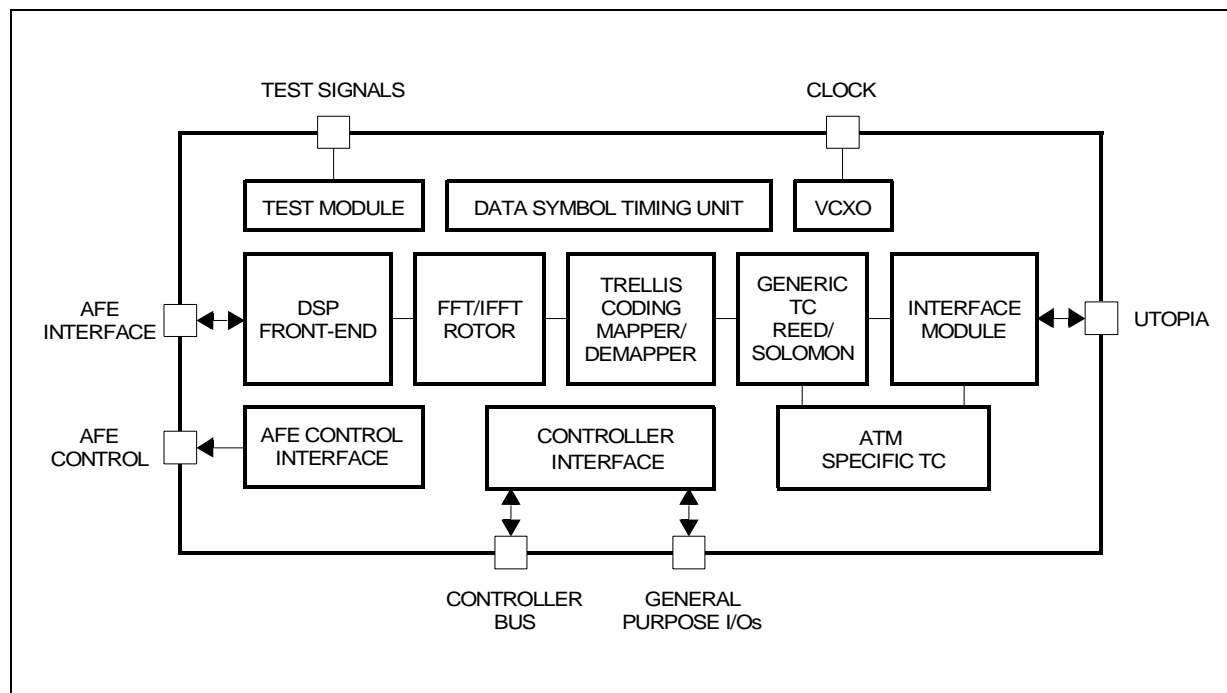 TEST SIGNALS
CLOCK
TEST MODULE
DATA SYMBOL TIMING UNIT
VCXO
AFE
INTERFACE
DSP
FRONT-END
FFT/IFFT
ROTOR
TRELLIS
CODING
MAPPER/
DEMAPPER
GENERIC
TC
REED/
SOLOMON
INTERFACE
MODULE
UTOPIA
AFE
CONTROL
AFE CONTROL
INTERFACE
CONTROLLER
INTERFACE
ATM
SPECIFIC TC
CONTROLLER
BUS
GENERAL
PURPOSE I/Os